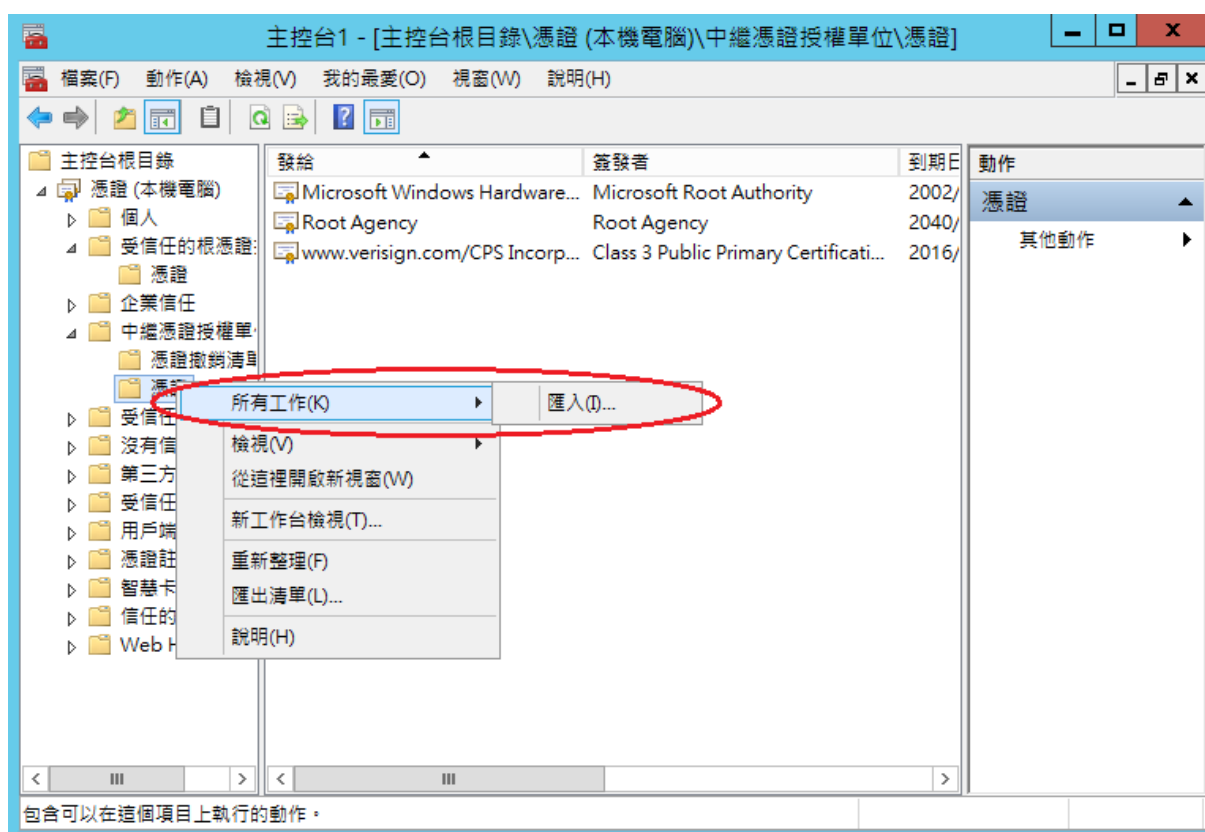 主控台1 - [主控台根目錄\憑證 (本機電腦)\中繼憑證授權單位\憑證]
檔案(F) 動作(A) 檢視(V) 我的最愛(O) 視窗(W) 說明(H)
主控台根目錄
憑證 (本機電腦)
個人
受信任的根憑證
憑證
企業信任
中繼憑證授權單
憑證撤銷清單
憑證
受信任
沒有信
第三方
受信任
用戶端
憑證註
智慧卡
信任的
Web H
發給 簽發者 到期日
Microsoft Windows Hardware... Microsoft Root Authority 2002/
Root Agency Root Agency 2040/
www.verisign.com/CPS Incorp... Class 3 Public Primary Certificati... 2016/
所有工作(K) 匯入(I)...
檢視(V)
從這裡開啟新視窗(W)
新工作台檢視(T)...
重新整理(F)
匯出清單(L)...
說明(H)
動作
憑證
其他動作
包含可以在這個項目上執行的動作。